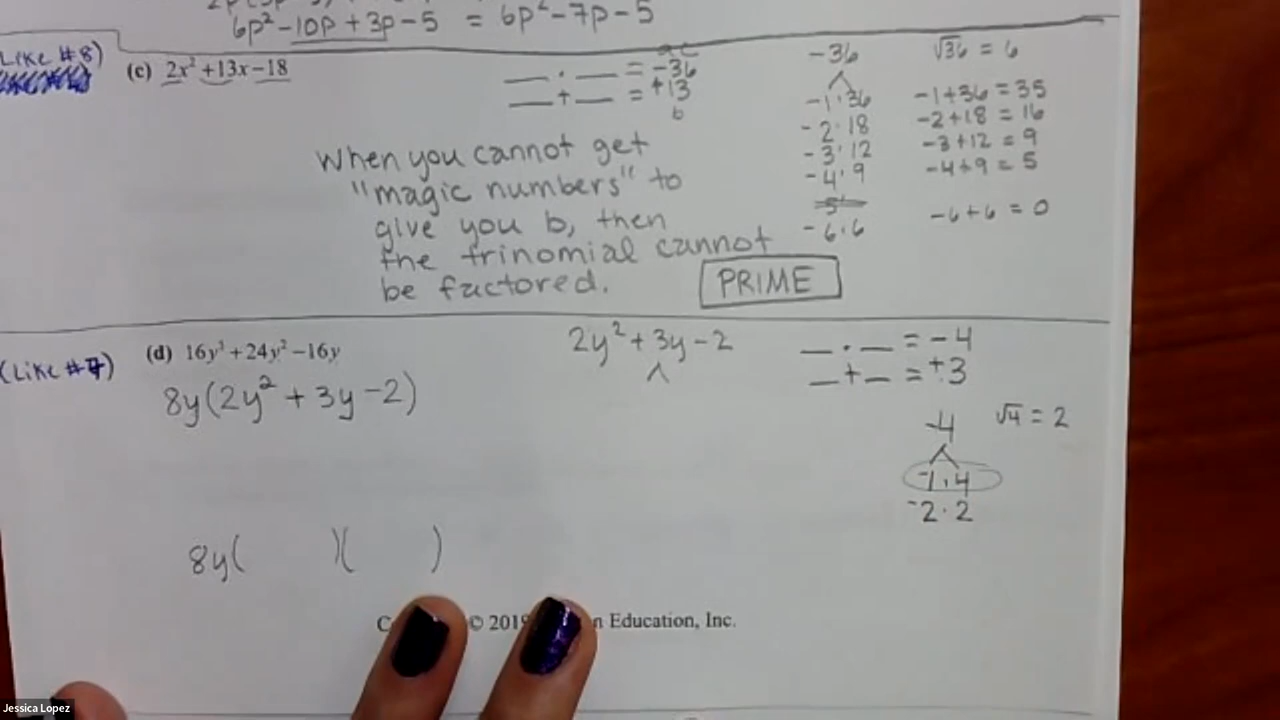 6p² -10p + 3p - 5 = 6p² - 7p - 5
(Like #8)
(c) 2x² +13x -18
__ · __ = -36
ac
__ + __ = +13
b
-36
-1·36
-2·18
-3·12
-4·9
-6·6
√36 = 6
-1+36 = 35
-2+18 = 16
-3+12 = 9
-4+9 = 5
-6+6 = 0
When you cannot get
"magic numbers" to
give you b, then
the trinomial cannot
be factored.
PRIME
(Like #7)
(d) 16y³ + 24y² -16y
8y(2y² + 3y - 2)
2y² + 3y - 2
__ · __ = -4
__ + __ = +3
-4
√4 = 2
-1·4
-2·2
8y( )( )
© 2019 Education, Inc.
Jessica Lopez